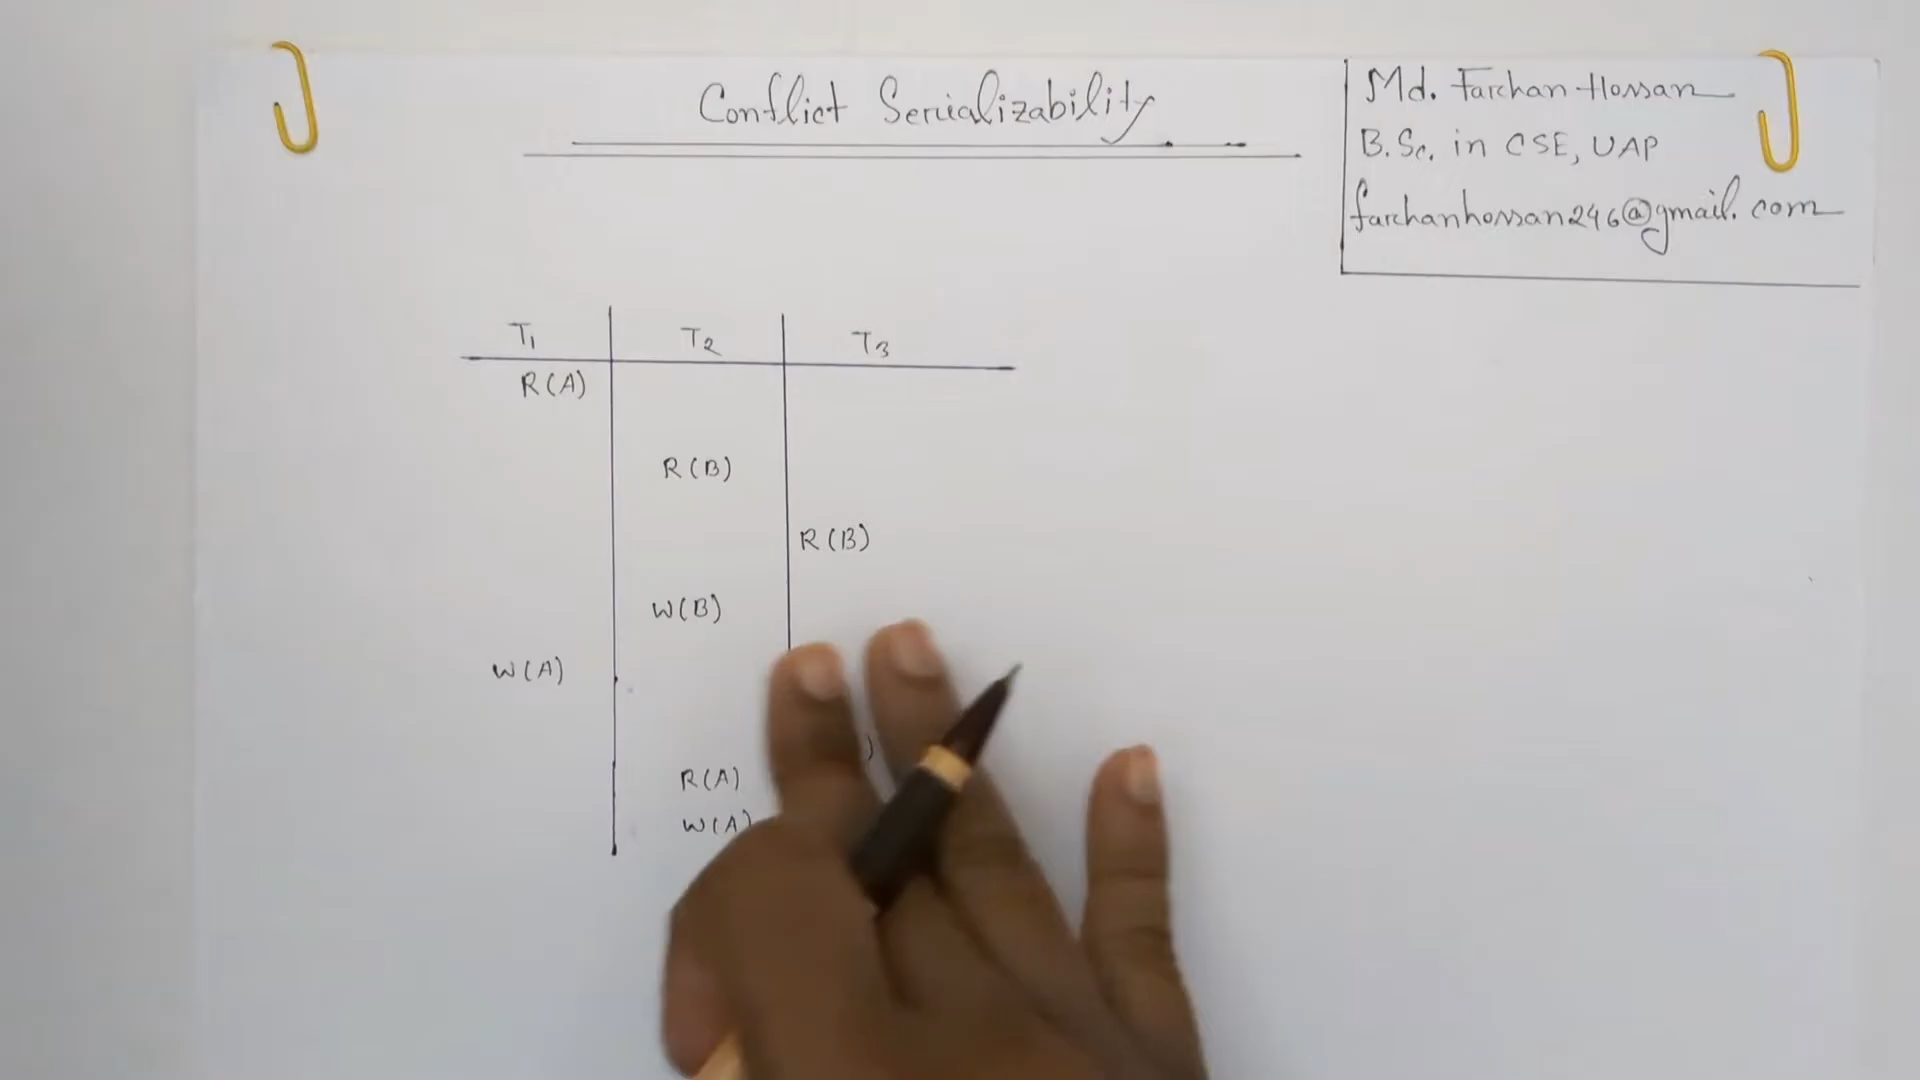 Conflict Serializability
Md. Farhan Hossan
B.Sc. in CSE, UAP
farhanhossan246@gmail.com
T1 T2 T3
R(A)
R(B)
R(B)
W(B)
W(A)
)
R(A)
W(A)